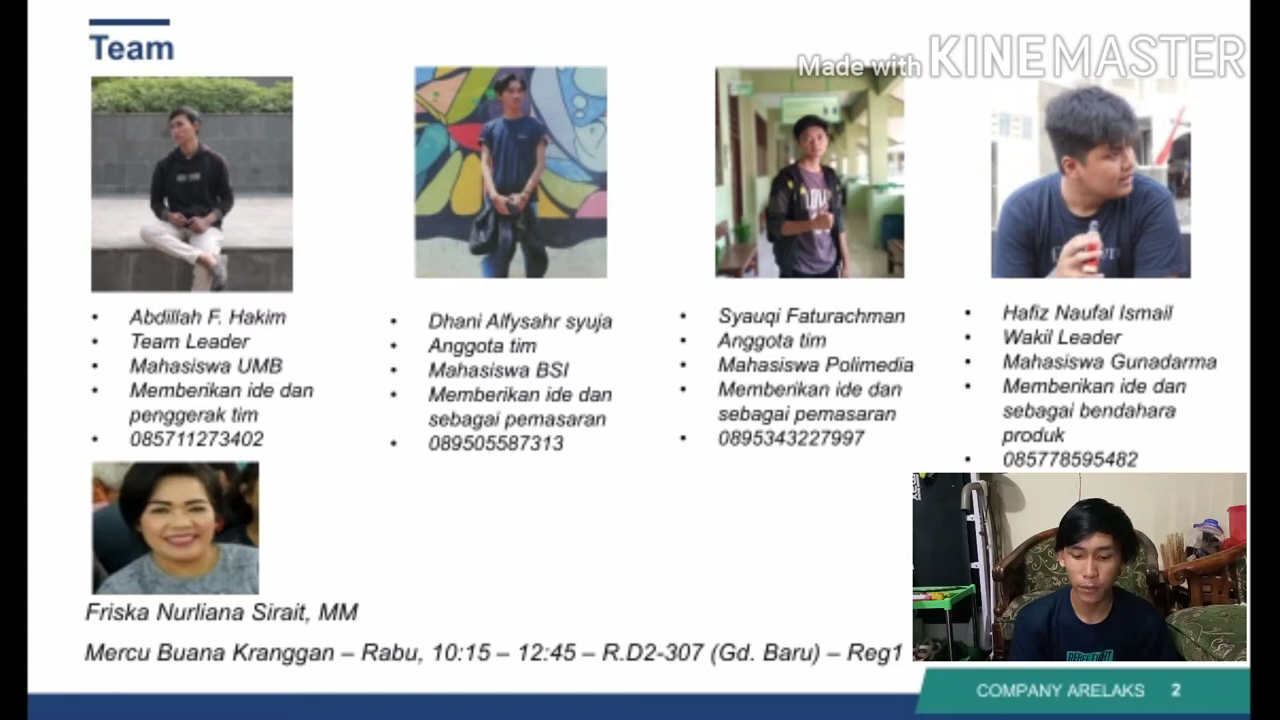 Team
Made with KINEMASTER
Abdillah F. Hakim
Team Leader
Mahasiswa UMB
Memberikan ide dan
penggerak tim
085711273402
Dhani Alfysahr syuja
Anggota tim
Mahasiswa BSI
Memberikan ide dan
sebagai pemasaran
089505587313
Syauqi Faturachman
Anggota tim
Mahasiswa Polimedia
Memberikan ide dan
sebagai pemasaran
0895343227997
Hafiz Naufal Ismail
Wakil Leader
Mahasiswa Gunadarma
Memberikan ide dan
sebagai bendahara
produk
085778595482
Friska Nurliana Sirait, MM
Mercu Buana Kranggan – Rabu, 10:15 – 12:45 – R.D2-307 (Gd. Baru) – Reg1
COMPANY ARELAKS 2